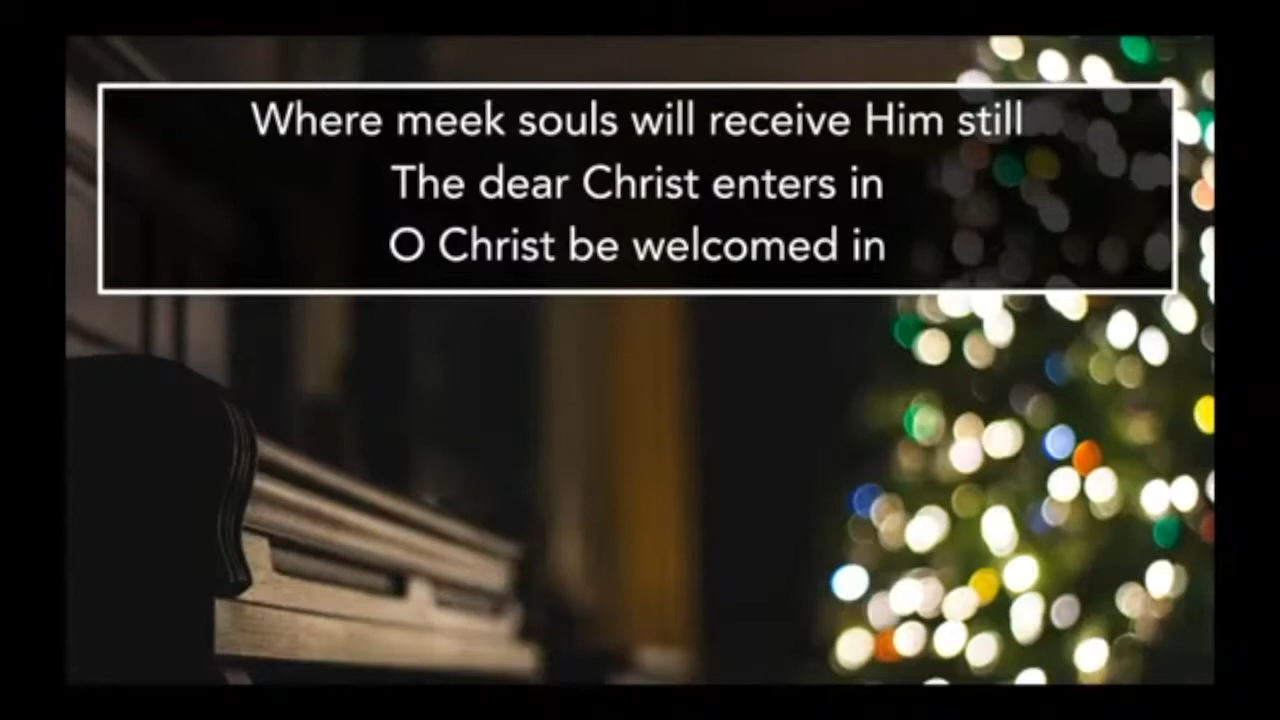 Where meek souls will receive Him still
The dear Christ enters in
O Christ be welcomed in